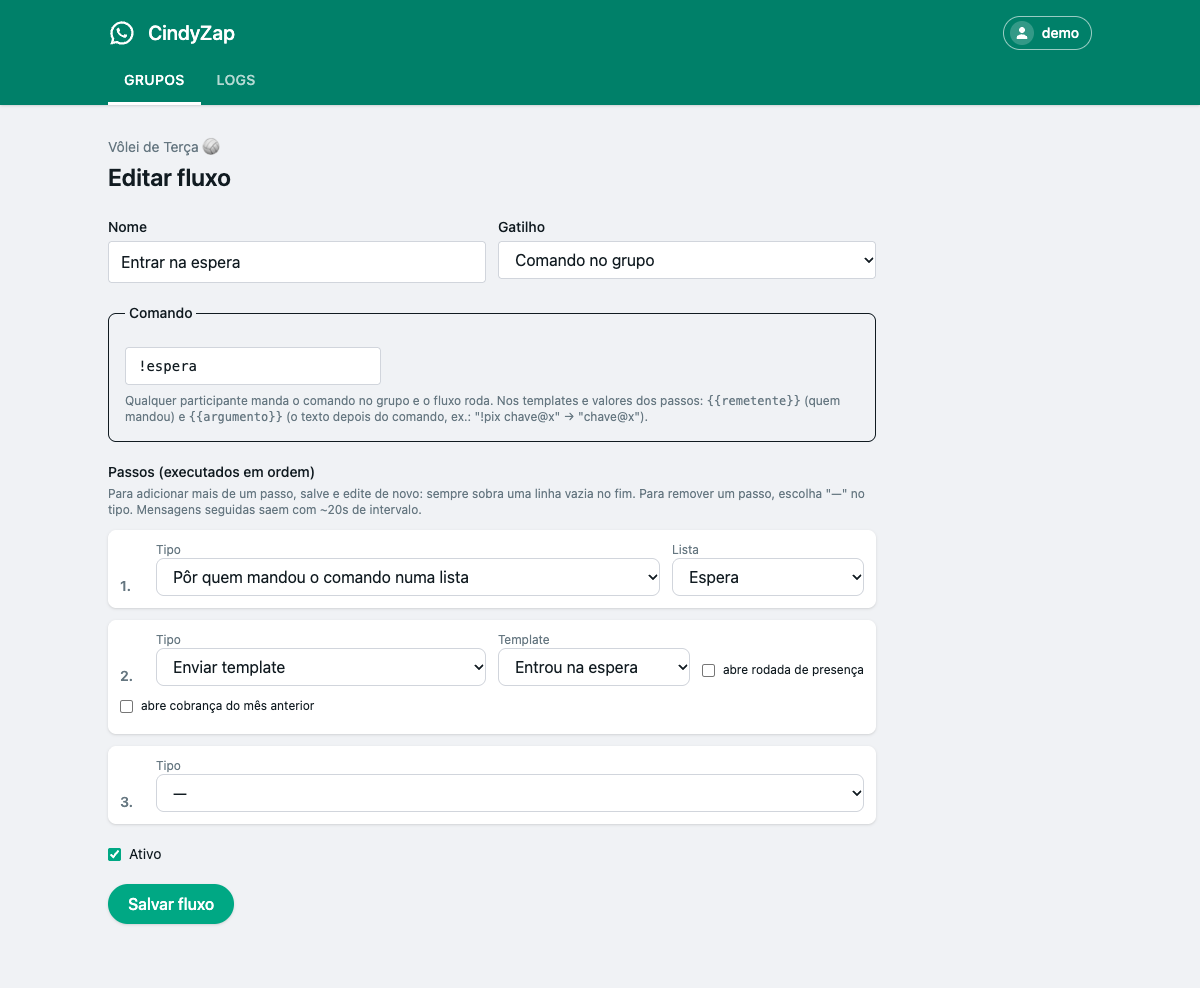 CindyZap
demo
GRUPOS
LOGS
Vôlei de Terça 🏐
Editar fluxo
Nome
Gatilho
Entrar na espera
Comando no grupo
Comando
!espera
Qualquer participante manda o comando no grupo e o fluxo roda. Nos templates e valores dos passos: {{remetente}} (quem
mandou) e {{argumento}} (o texto depois do comando, ex.: "!pix chave@x" → "chave@x").
Passos (executados em ordem)
Para adicionar mais de um passo, salve e edite de novo: sempre sobra uma linha vazia no fim. Para remover um passo, escolha "—" no
tipo. Mensagens seguidas saem com ~20s de intervalo.
Tipo
Lista
1.
Pôr quem mandou o comando numa lista
Espera
Tipo
Template
2.
Enviar template
Entrou na espera
abre rodada de presença
abre cobrança do mês anterior
Tipo
3.
—
Ativo
Salvar fluxo